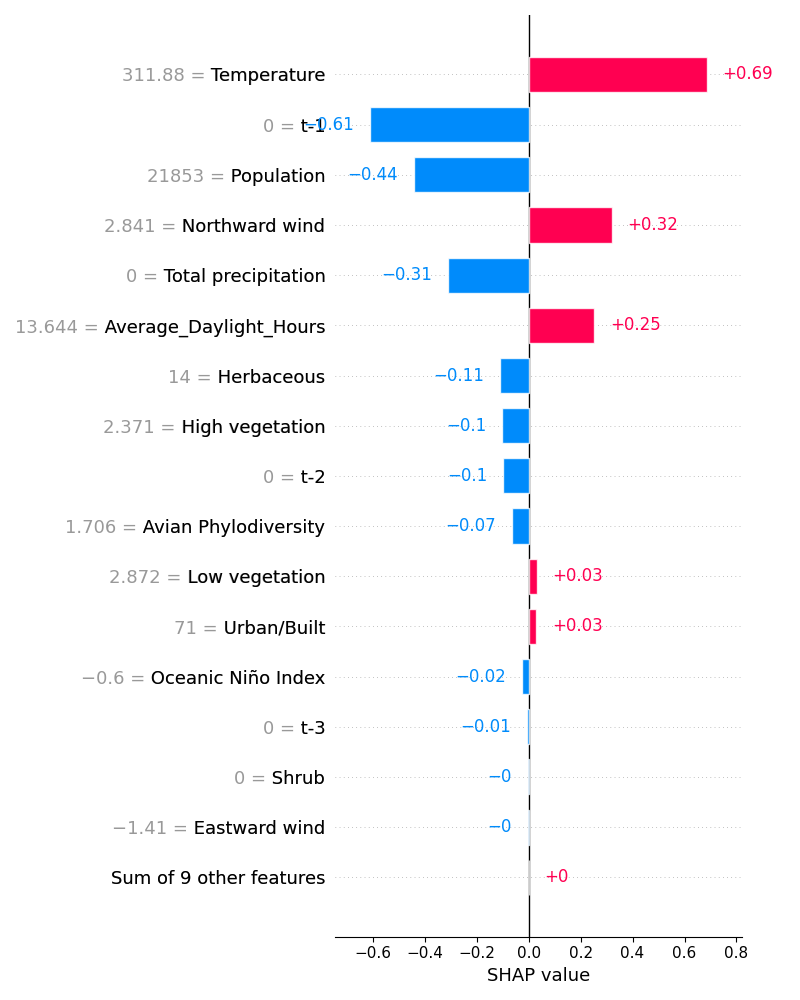 311.88 = Temperature +0.69
0 = t-1 −0.61
21853 = Population −0.44
2.841 = Northward wind +0.32
0 = Total precipitation −0.31
13.644 = Average_Daylight_Hours +0.25
14 = Herbaceous −0.11
2.371 = High vegetation −0.1
0 = t-2 −0.1
1.706 = Avian Phylodiversity −0.07
2.872 = Low vegetation +0.03
71 = Urban/Built +0.03
−0.6 = Oceanic Niño Index −0.02
0 = t-3 −0.01
0 = Shrub −0
−1.41 = Eastward wind −0
Sum of 9 other features +0
−0.6 −0.4 −0.2 0.0 0.2 0.4 0.6 0.8
SHAP value